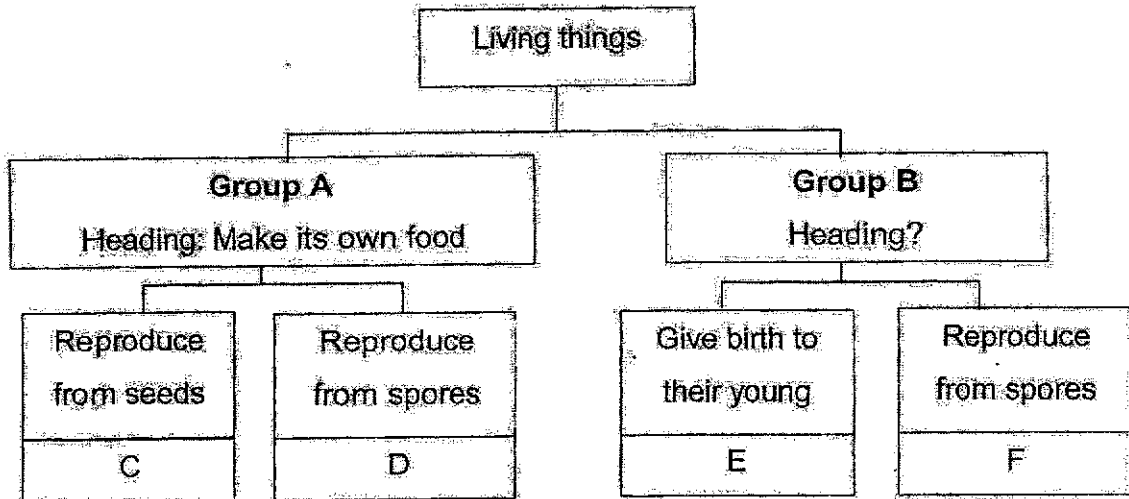 Living things
Group A
Heading: Make its own food
Group B
Heading?
Reproduce
from seeds
C
Reproduce
from spores
D
Give birth to
their young
E
Reproduce
from spores
F